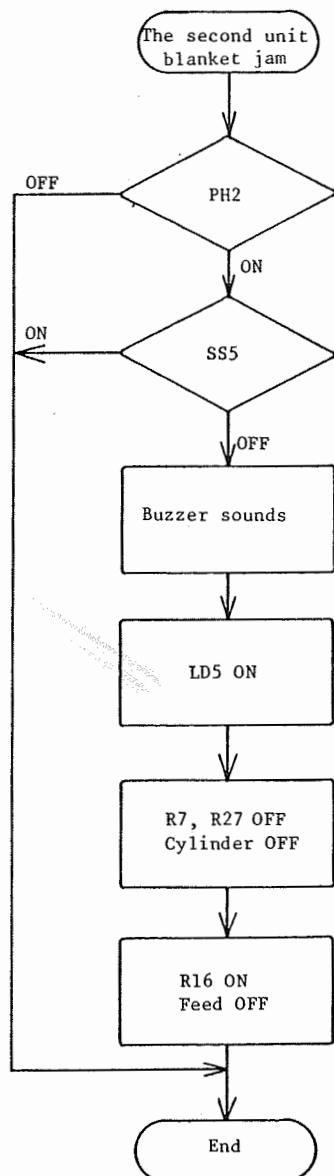 The second unit
blanket jam
OFF
PH2
ON
ON
SS5
OFF
Buzzer sounds
LD5 ON
R7, R27 OFF
Cylinder OFF
R16 ON
Feed OFF
End